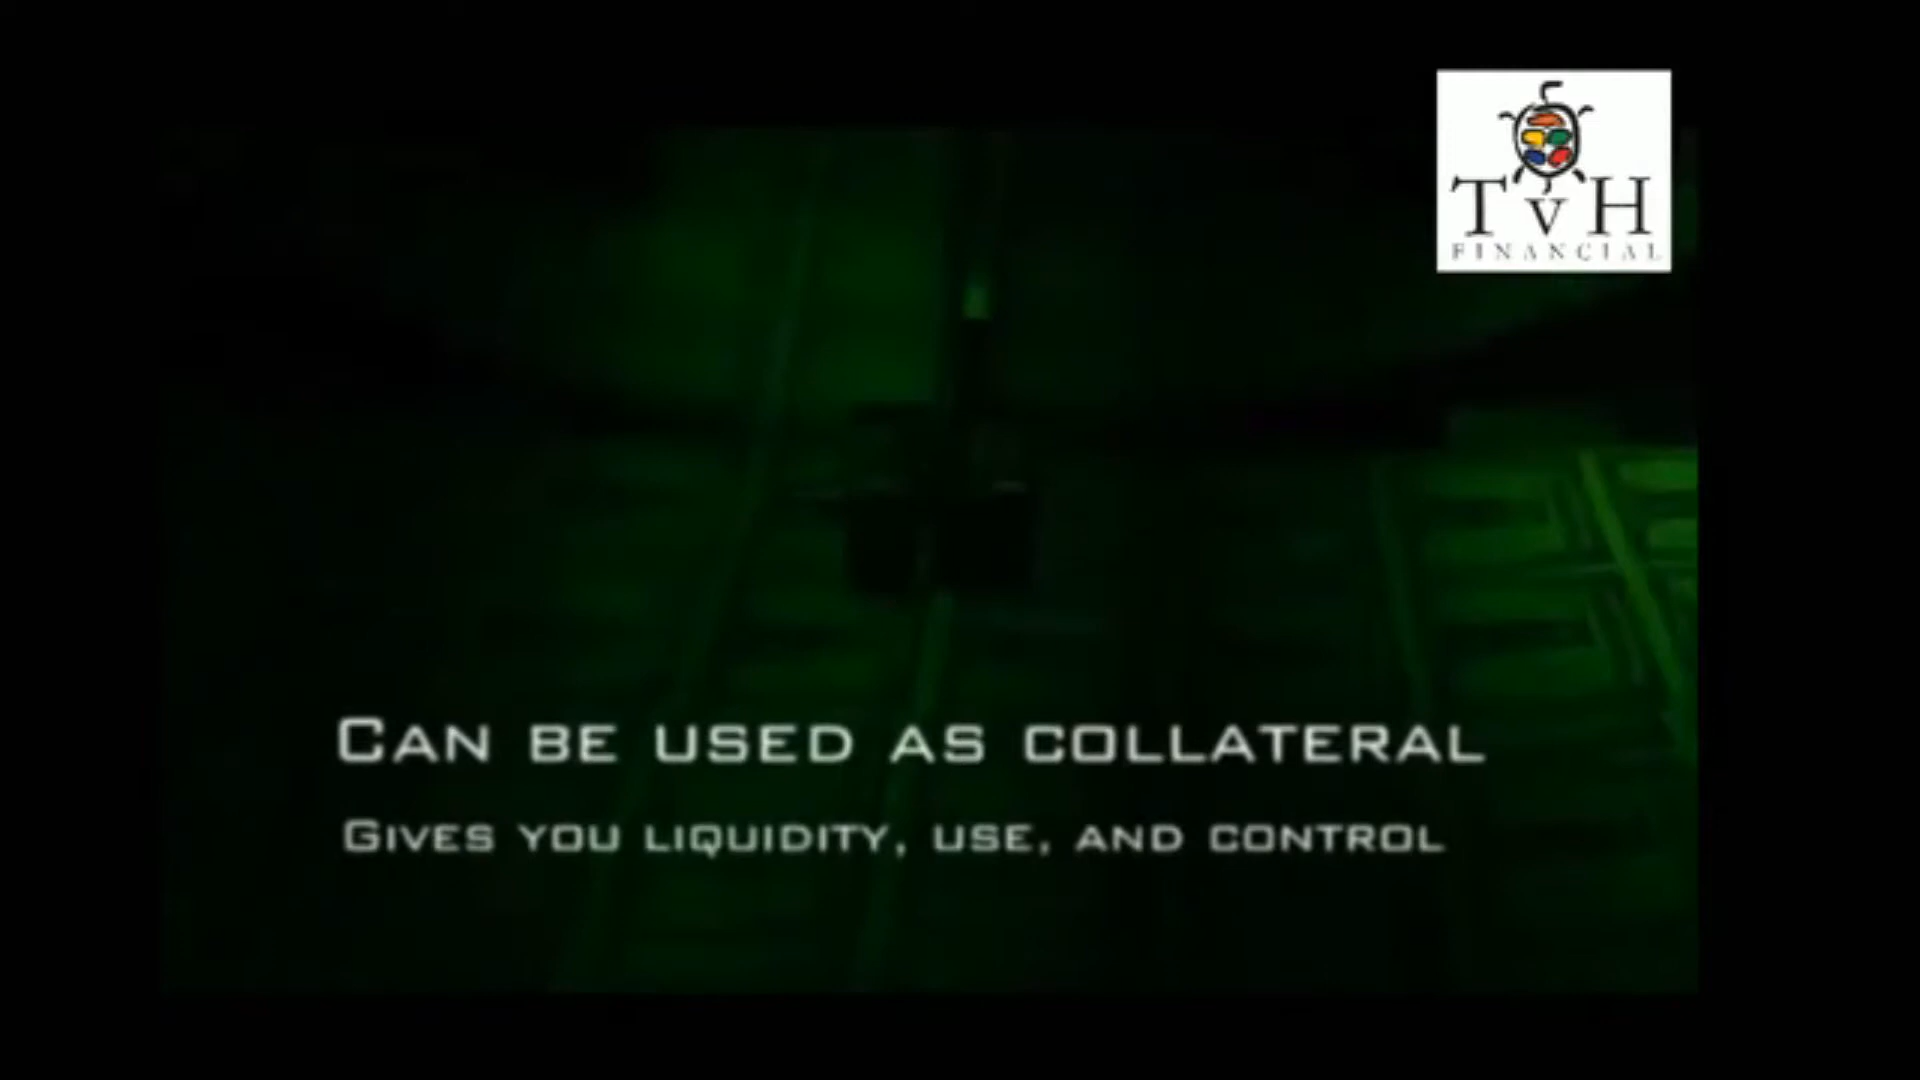 TvH
FINANCIAL
CAN BE USED AS COLLATERAL
GIVES YOU LIQUIDITY, USE, AND CONTROL